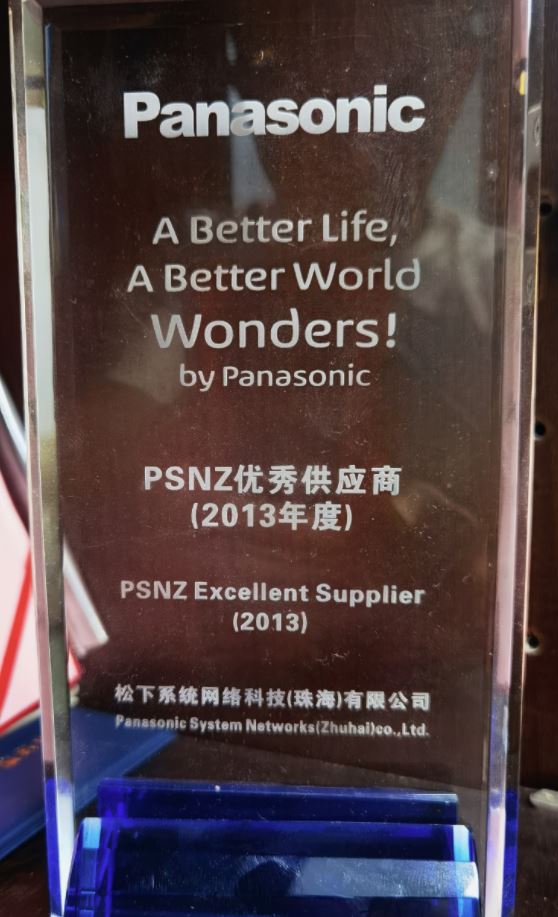 Panasonic
A Better Life,
A Better World
Wonders!
by Panasonic
PSNZ优秀供应商
(2013年度)
PSNZ Excellent Supplier
(2013)
松下系统网络科技(珠海)有限公司
Panasonic System Networks(Zhuhai)co.,Ltd.